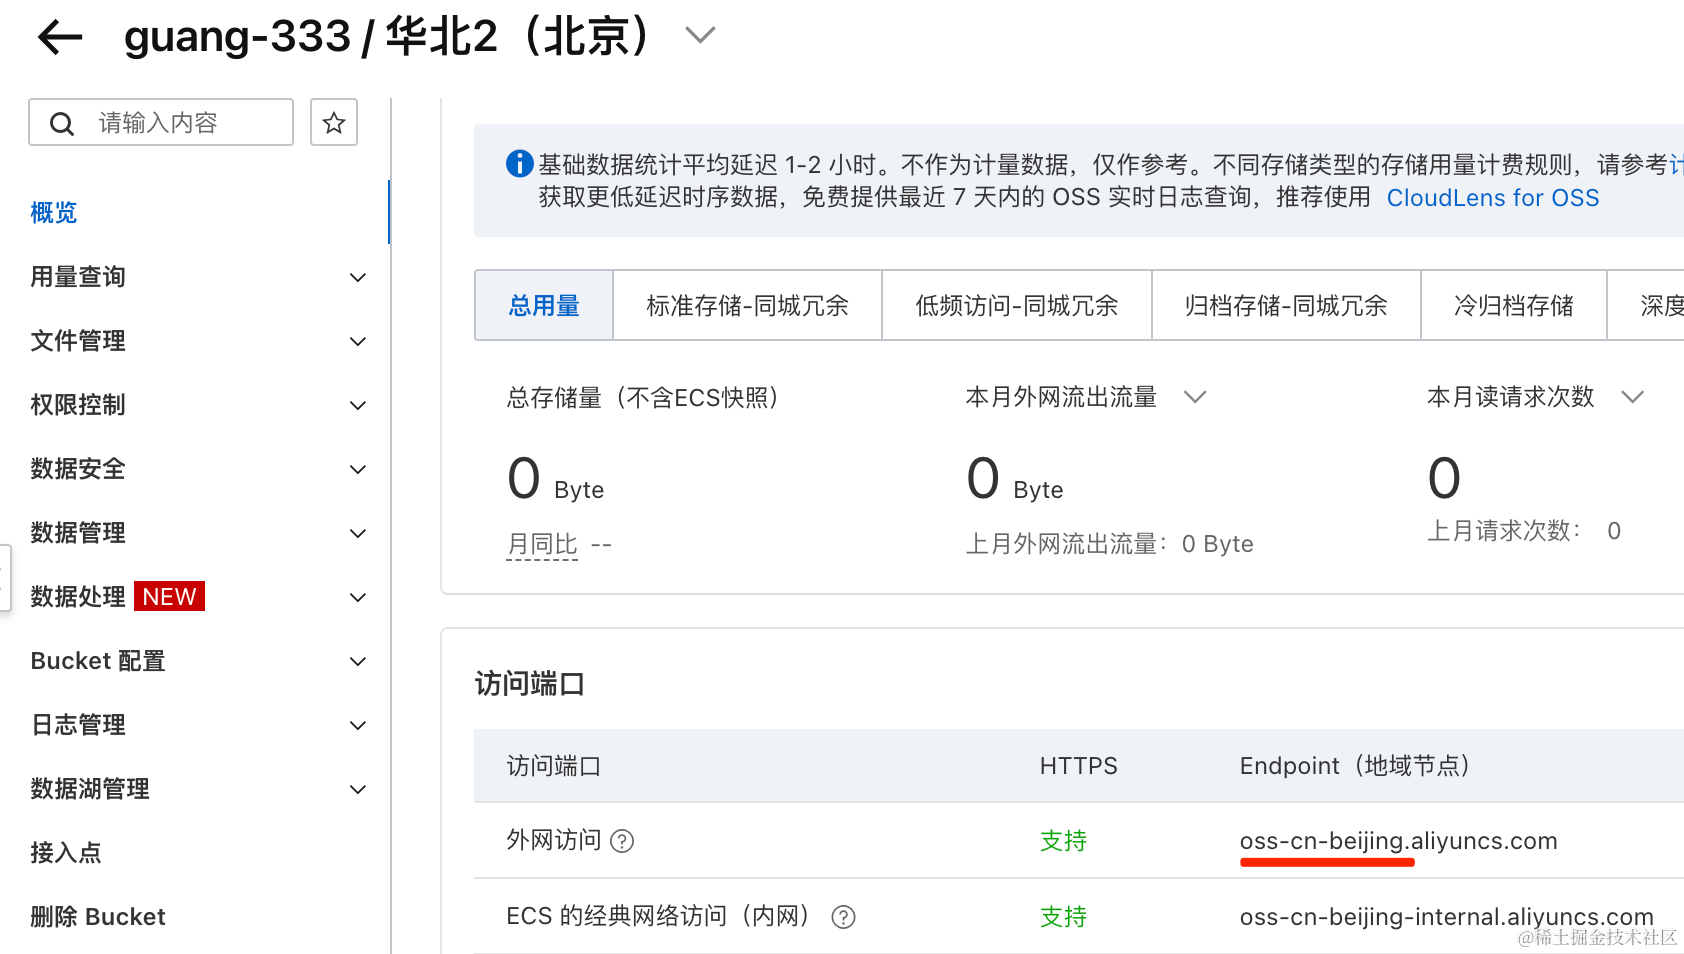 guang-333 / 华北2（北京）
请输入内容
概览
用量查询
文件管理
权限控制
数据安全
数据管理
数据处理 NEW
Bucket 配置
日志管理
数据湖管理
接入点
删除 Bucket
基础数据统计平均延迟 1-2 小时。不作为计量数据，仅作参考。不同存储类型的存储用量计费规则，请参考计
获取更低延迟时序数据，免费提供最近 7 天内的 OSS 实时日志查询，推荐使用 CloudLens for OSS
总用量 标准存储-同城冗余 低频访问-同城冗余 归档存储-同城冗余 冷归档存储 深度
总存储量（不含ECS快照） 本月外网流出流量 本月读请求次数
0 Byte 0 Byte 0
月同比 -- 上月外网流出流量：0 Byte 上月请求次数： 0
访问端口
访问端口 HTTPS Endpoint（地域节点）
外网访问 支持 oss-cn-beijing.aliyuncs.com
ECS 的经典网络访问（内网） 支持 oss-cn-beijing-internal.aliyuncs.com
@稀土掘金技术社区